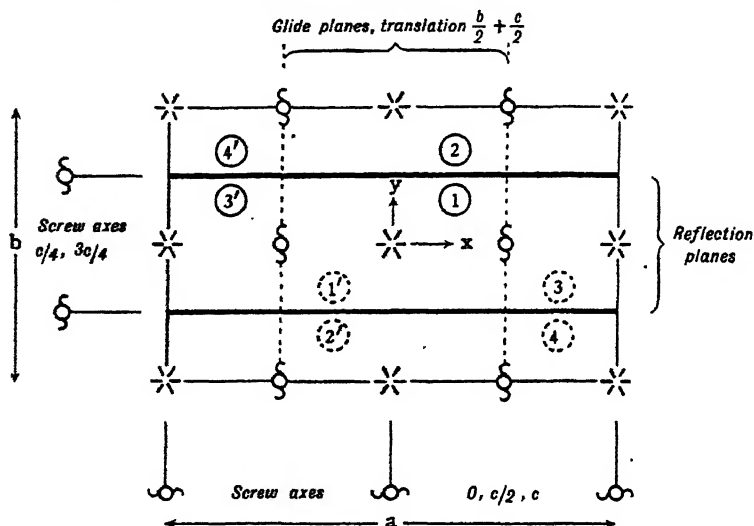 Glide planes, translation b/2 + c/2
4′ 2
3′ y 1
b Screw axes c/4, 3c/4
x
Reflection planes
1′ 3
2′ 4
Screw axes 0, c/2, c
a